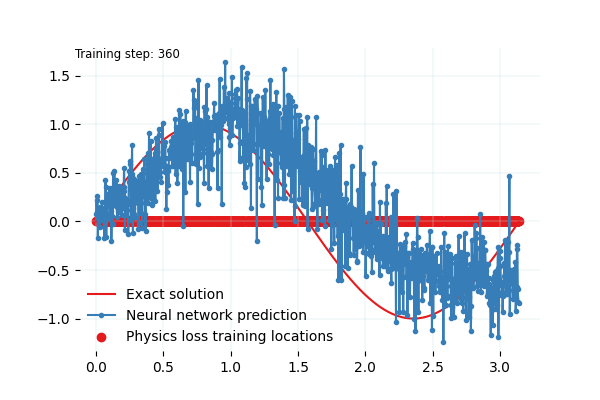 Training step: 360
1.5
1.0
0.5
0.0
−0.5
−1.0
Exact solution
Neural network prediction
Physics loss training locations
0.0 0.5 1.0 1.5 2.0 2.5 3.0